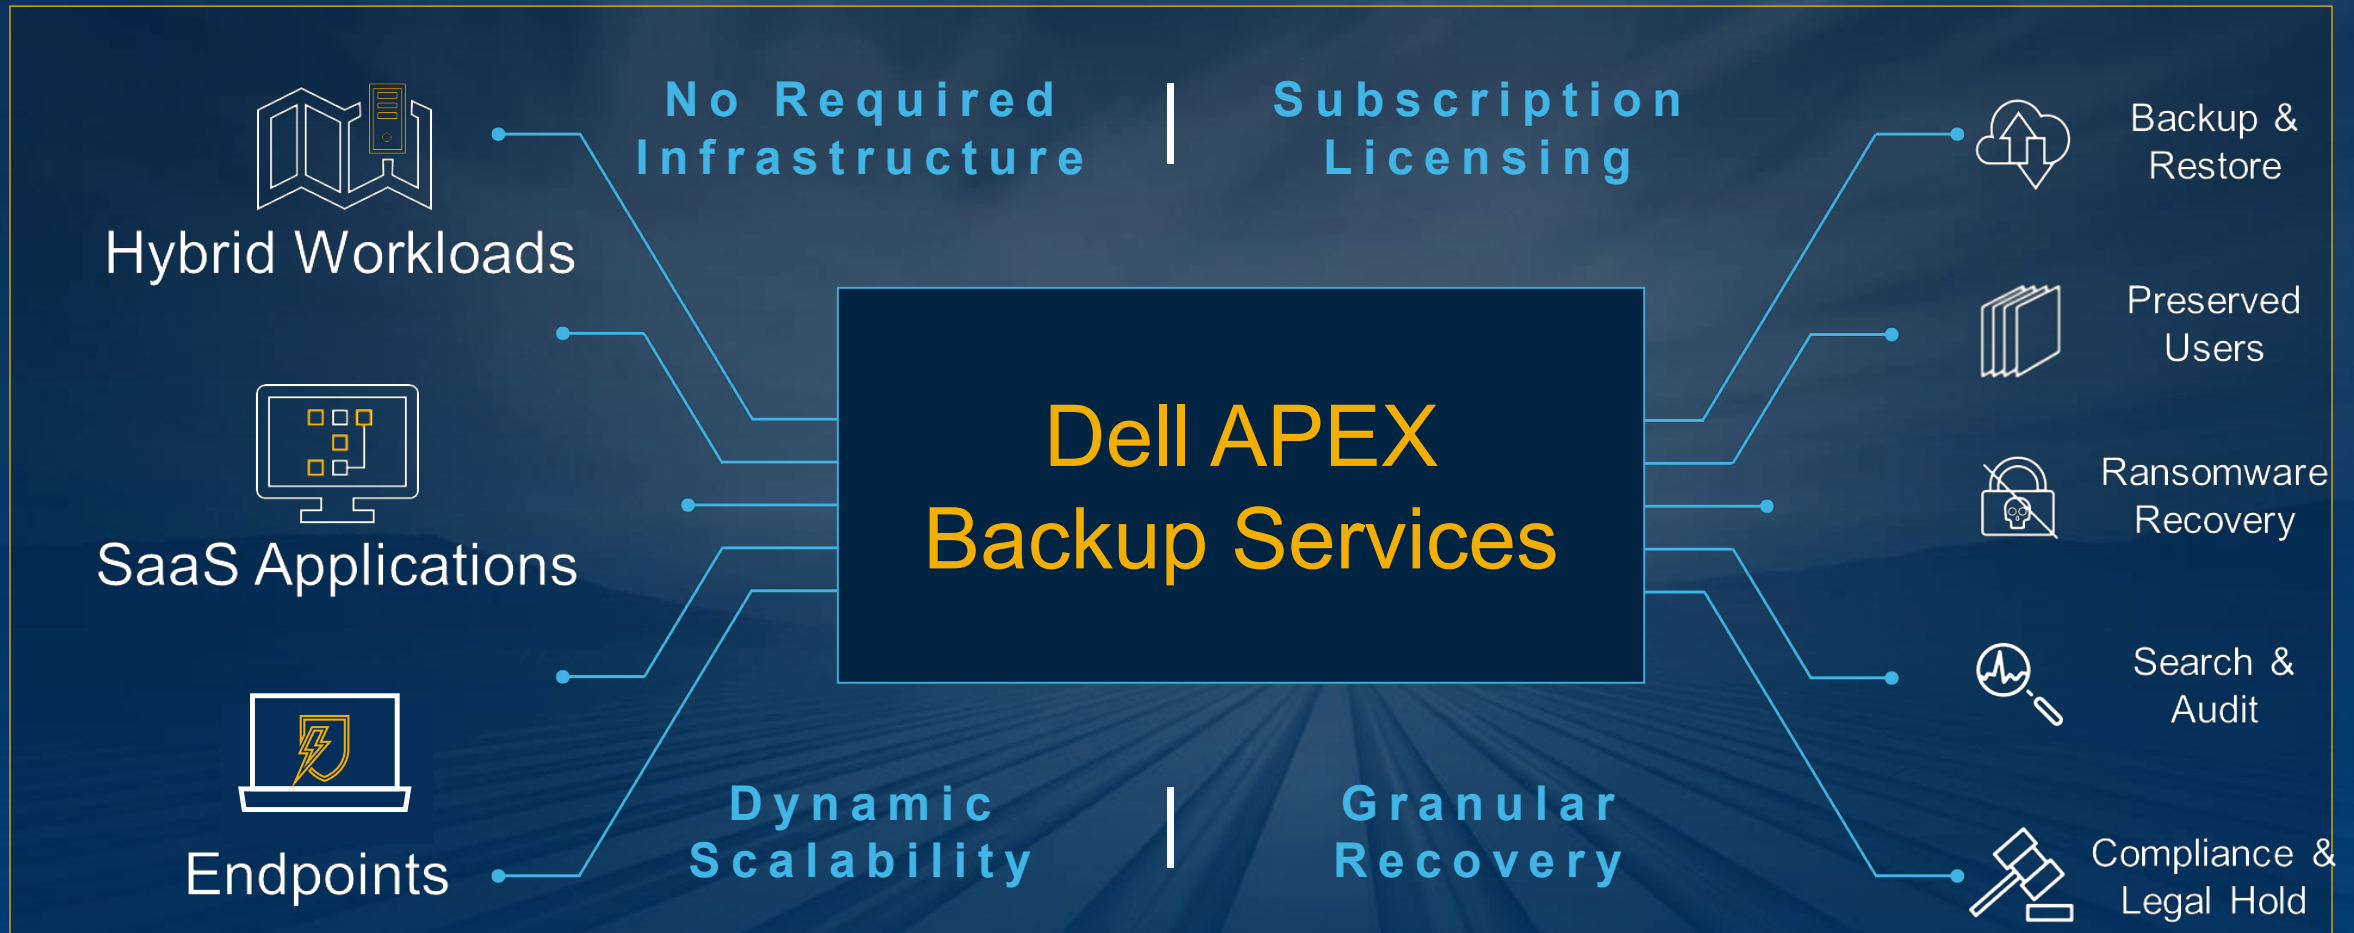 No Required
Infrastructure
Subscription
Licensing
Hybrid Workloads
SaaS Applications
Endpoints
Dell APEX
Backup Services
Dynamic
Scalability
Granular
Recovery
Backup &
Restore
Preserved
Users
Ransomware
Recovery
Search &
Audit
Compliance &
Legal Hold